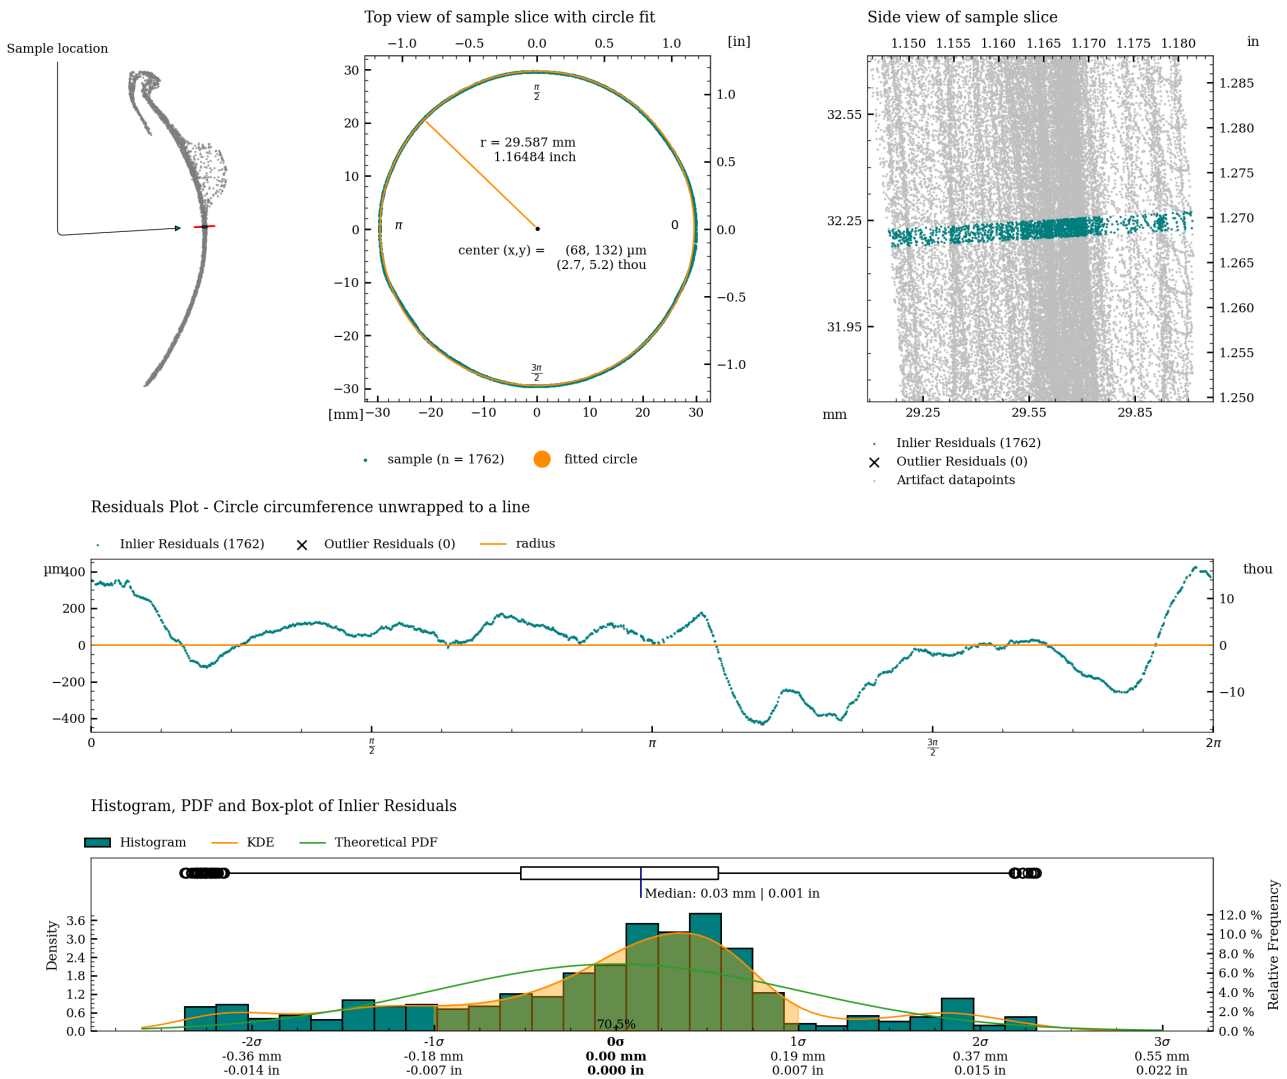 Sample location
Top view of sample slice with circle fit
−1.0 −0.5 0.0 0.5 1.0 [in]
30
20
10
0
−10
−20
−30
1.0
0.5
0.0
−0.5
−1.0
π/2
r = 29.587 mm
1.16484 inch
π
0
center (x,y) = (68, 132) µm
(2.7, 5.2) thou
3π/2
[mm] −30 −20 −10 0 10 20 30
sample (n = 1762) fitted circle
Side view of sample slice
1.150 1.155 1.160 1.165 1.170 1.175 1.180 in
32.55
32.25
31.95
1.285
1.280
1.275
1.270
1.265
1.260
1.255
1.250
mm 29.25 29.55 29.85
Inlier Residuals (1762)
Outlier Residuals (0)
Artifact datapoints
Residuals Plot - Circle circumference unwrapped to a line
Inlier Residuals (1762) Outlier Residuals (0) radius
µm
400
200
0
−200
−400
thou
10
0
−10
0 π/2 π 3π/2 2π
Histogram, PDF and Box-plot of Inlier Residuals
Histogram KDE Theoretical PDF
Median: 0.03 mm | 0.001 in
Density
3.6
3.0
2.4
1.8
1.2
0.6
0.0
Relative Frequency
12.0 %
10.0 %
8.0 %
6.0 %
4.0 %
2.0 %
0.0 %
70.5%
-2σ -1σ 0σ 1σ 2σ 3σ
-0.36 mm -0.18 mm 0.00 mm 0.19 mm 0.37 mm 0.55 mm
-0.014 in -0.007 in 0.000 in 0.007 in 0.015 in 0.022 in